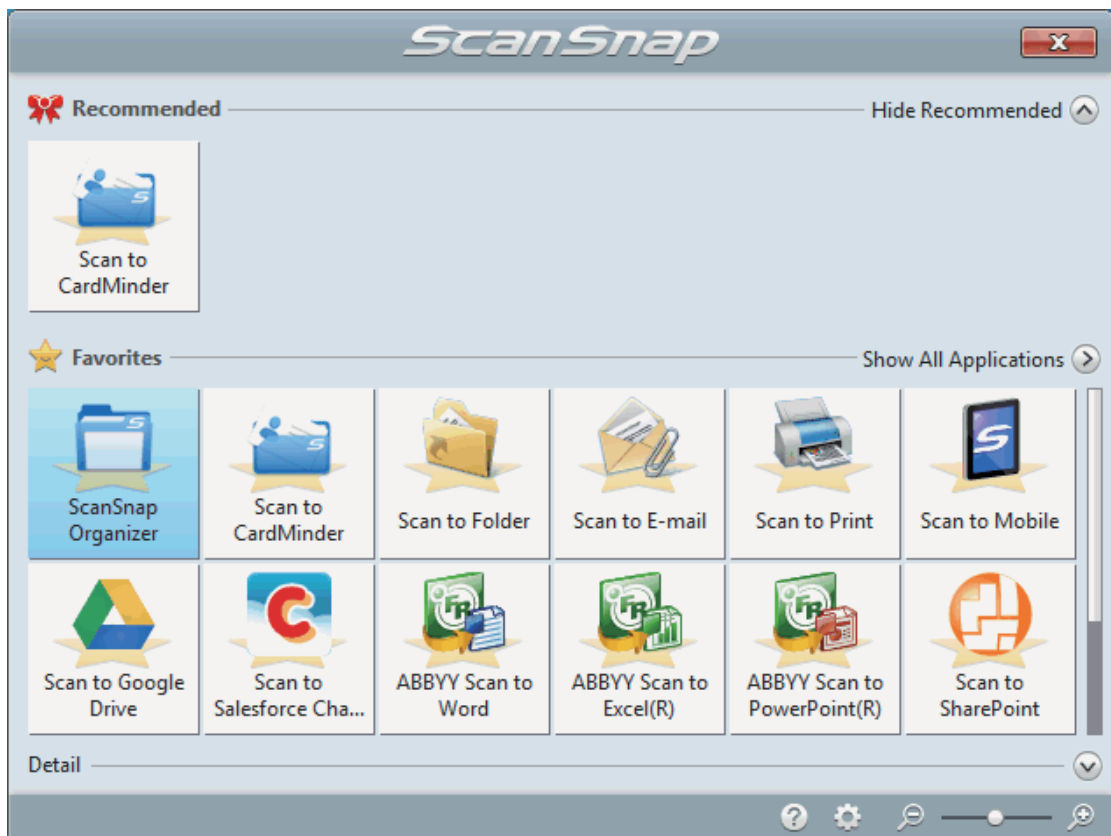 ScanSnap
Recommended
Hide Recommended
Scan to
CardMinder
Favorites
Show All Applications
ScanSnap
Organizer
Scan to
CardMinder
Scan to Folder
Scan to E-mail
Scan to Print
Scan to Mobile
Scan to Google
Drive
Scan to
Salesforce Cha...
ABBYY Scan to
Word
ABBYY Scan to
Excel(R)
ABBYY Scan to
PowerPoint(R)
Scan to
SharePoint
Detail